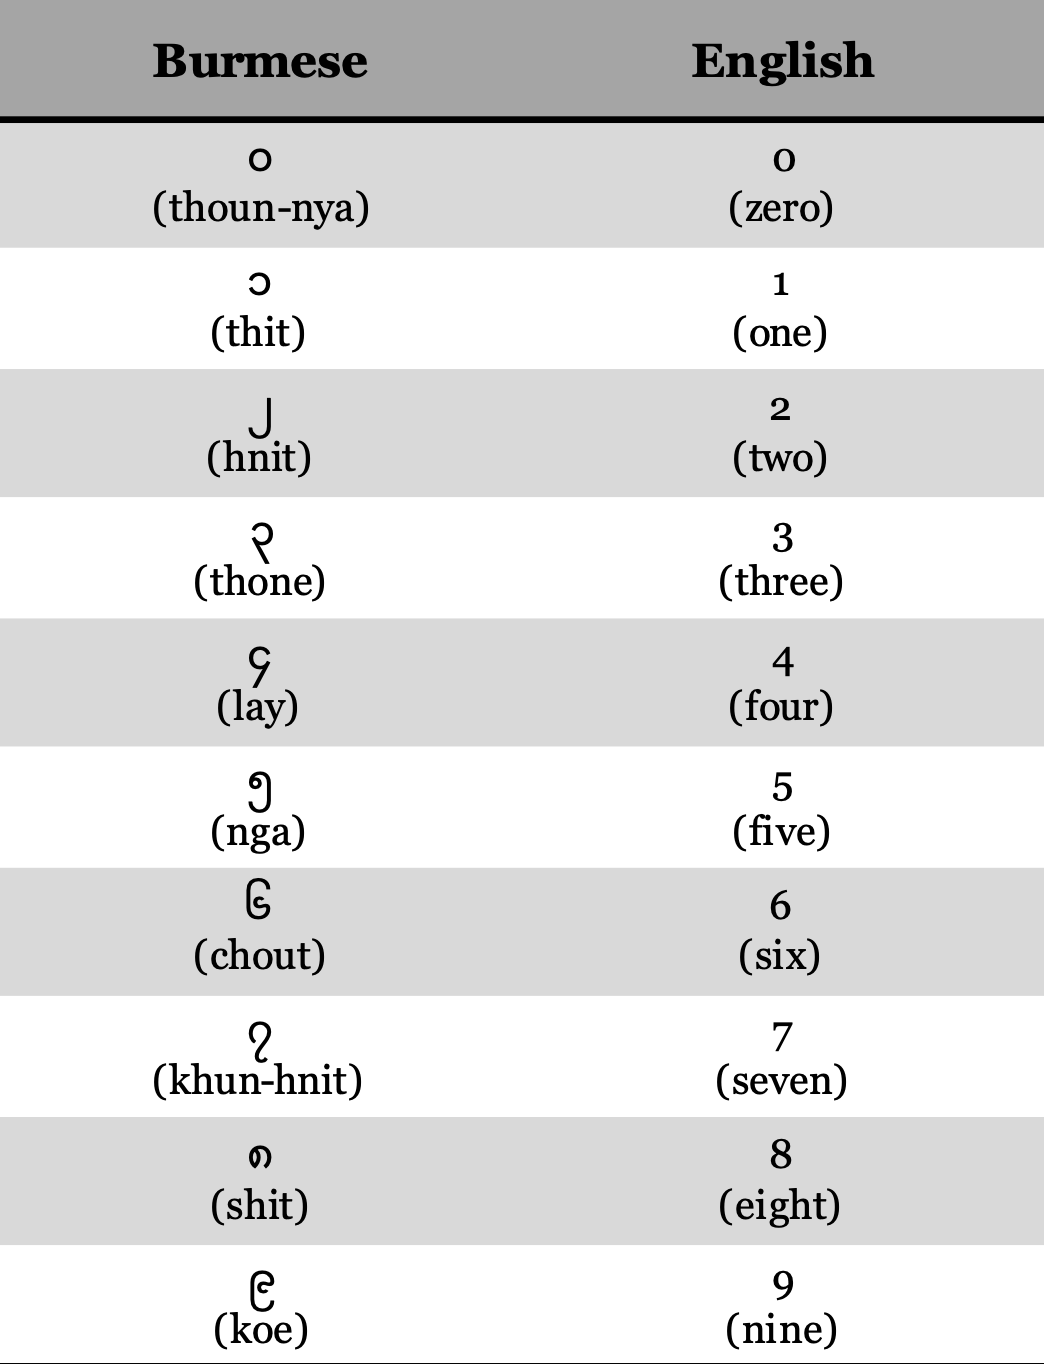 Burmese English
၀ 0
(thoun-nya) (zero)
၁ 1
(thit) (one)
၂ 2
(hnit) (two)
၃ 3
(thone) (three)
၄ 4
(lay) (four)
၅ 5
(nga) (five)
၆ 6
(chout) (six)
၇ 7
(khun-hnit) (seven)
၈ 8
(shit) (eight)
၉ 9
(koe) (nine)